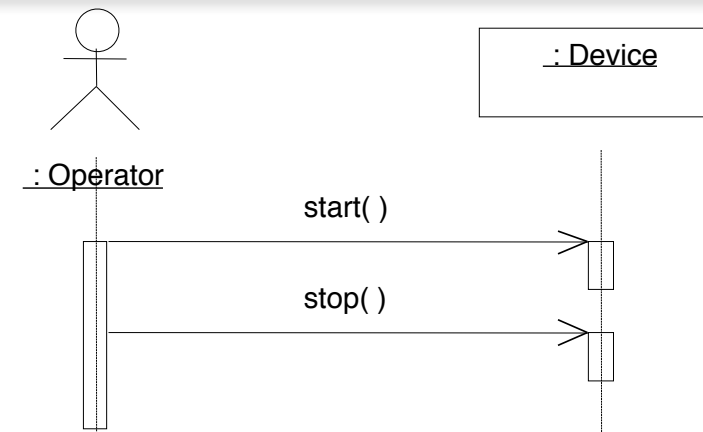 : Device
: Operator
start( )
stop( )